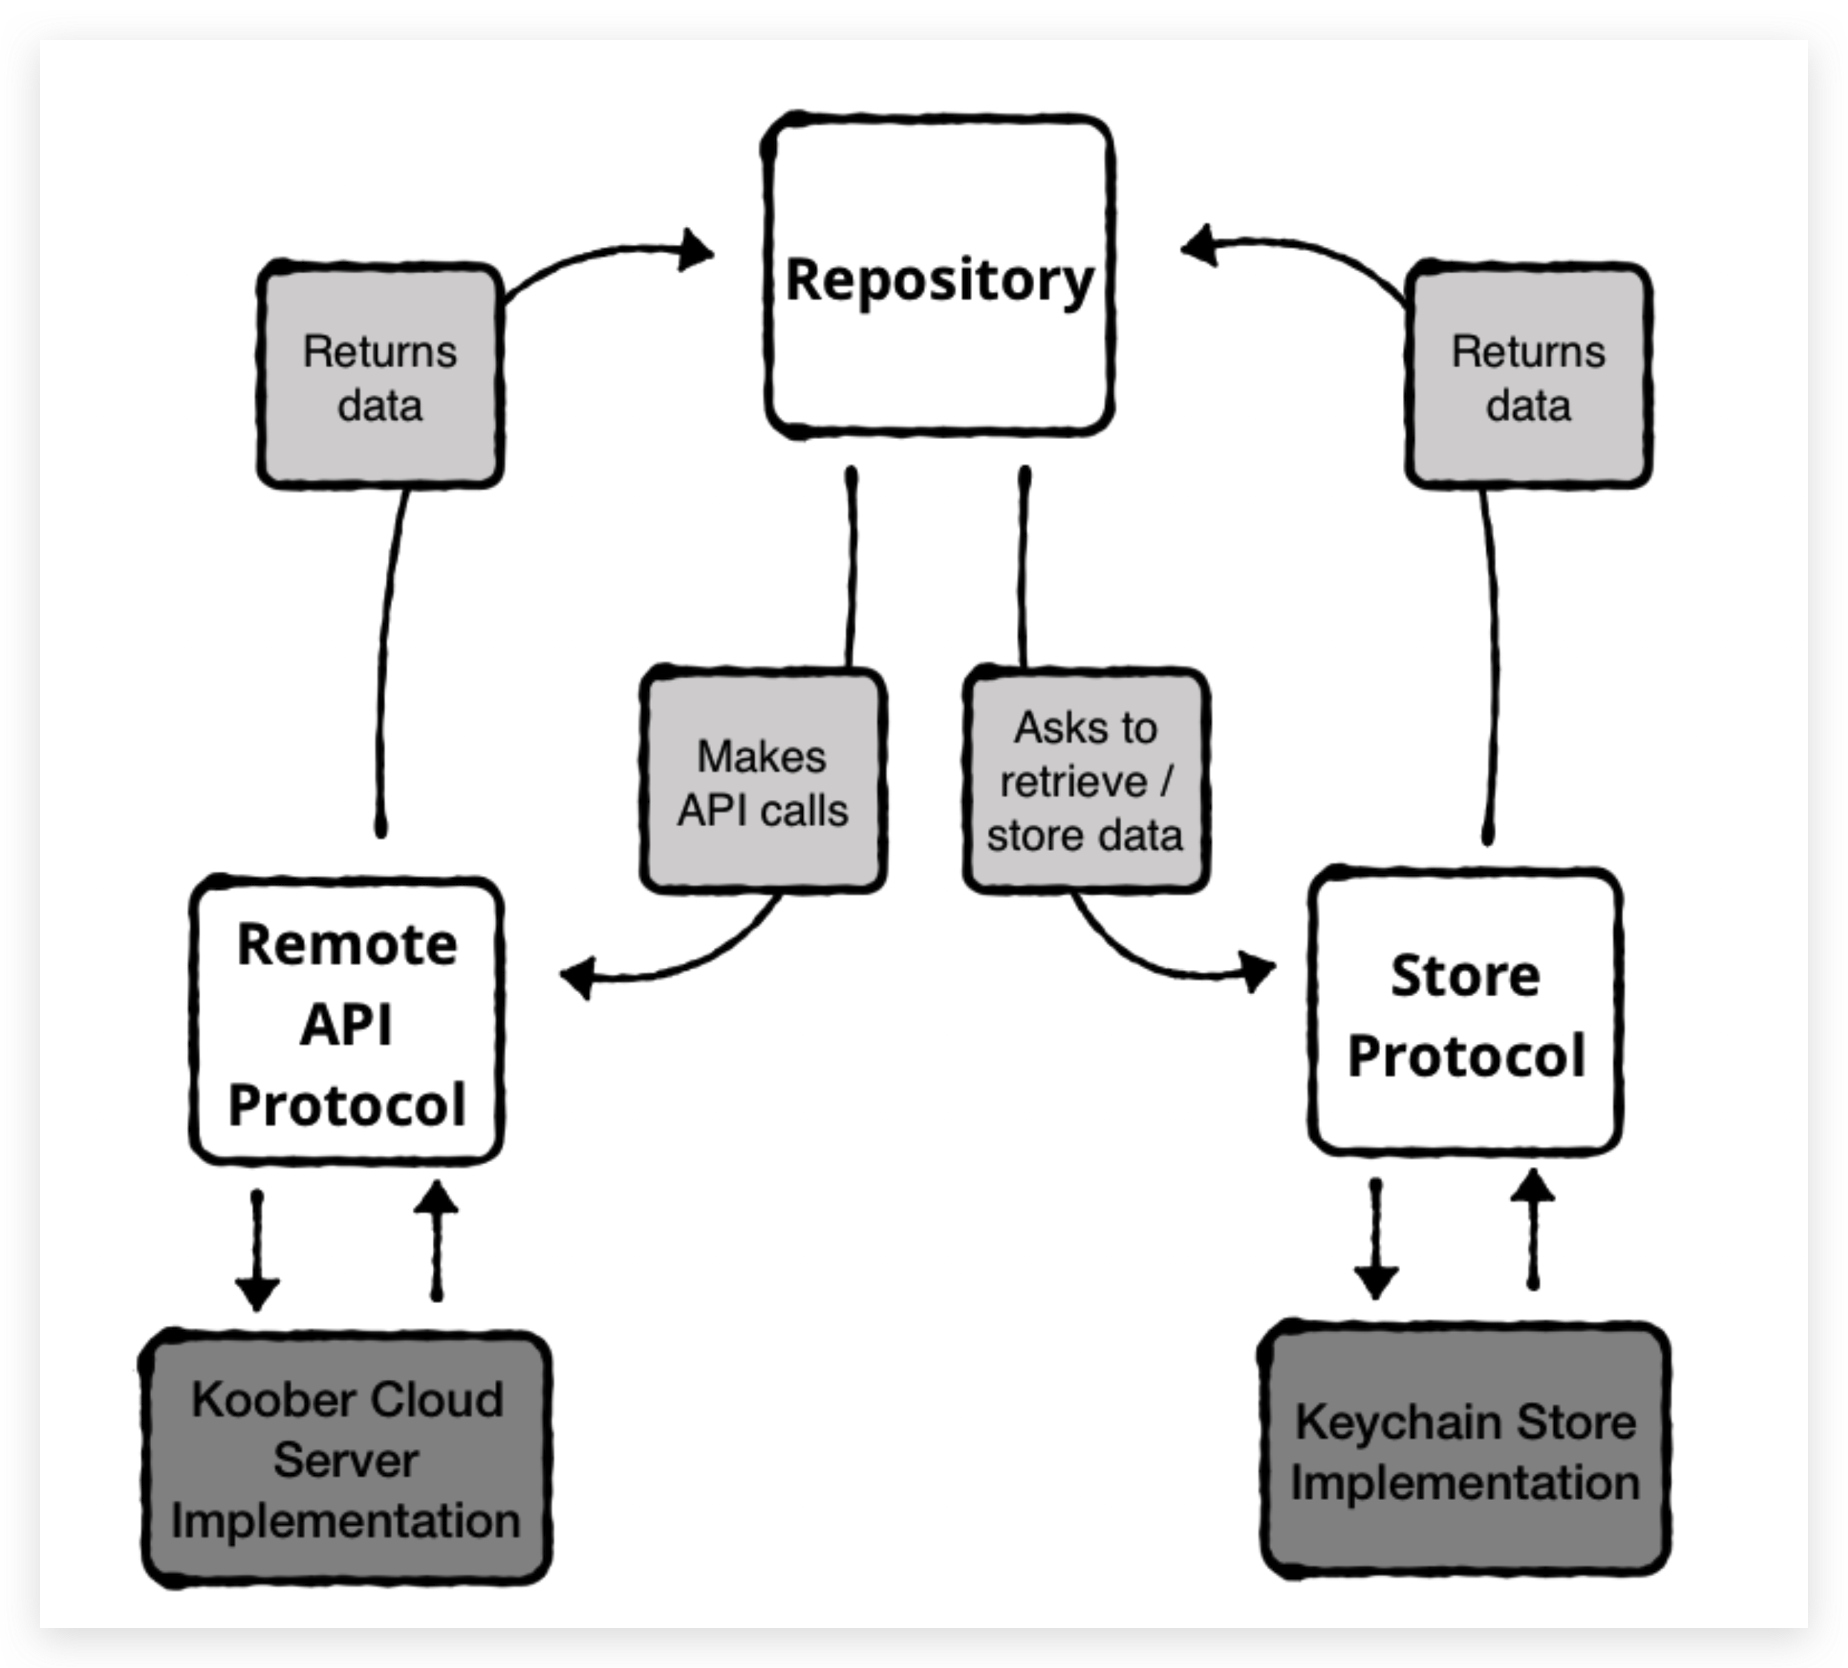 Repository
Returns
data
Returns
data
Makes
API calls
Asks to
retrieve /
store data
Remote
API
Protocol
Store
Protocol
Koober Cloud
Server
Implementation
Keychain Store
Implementation